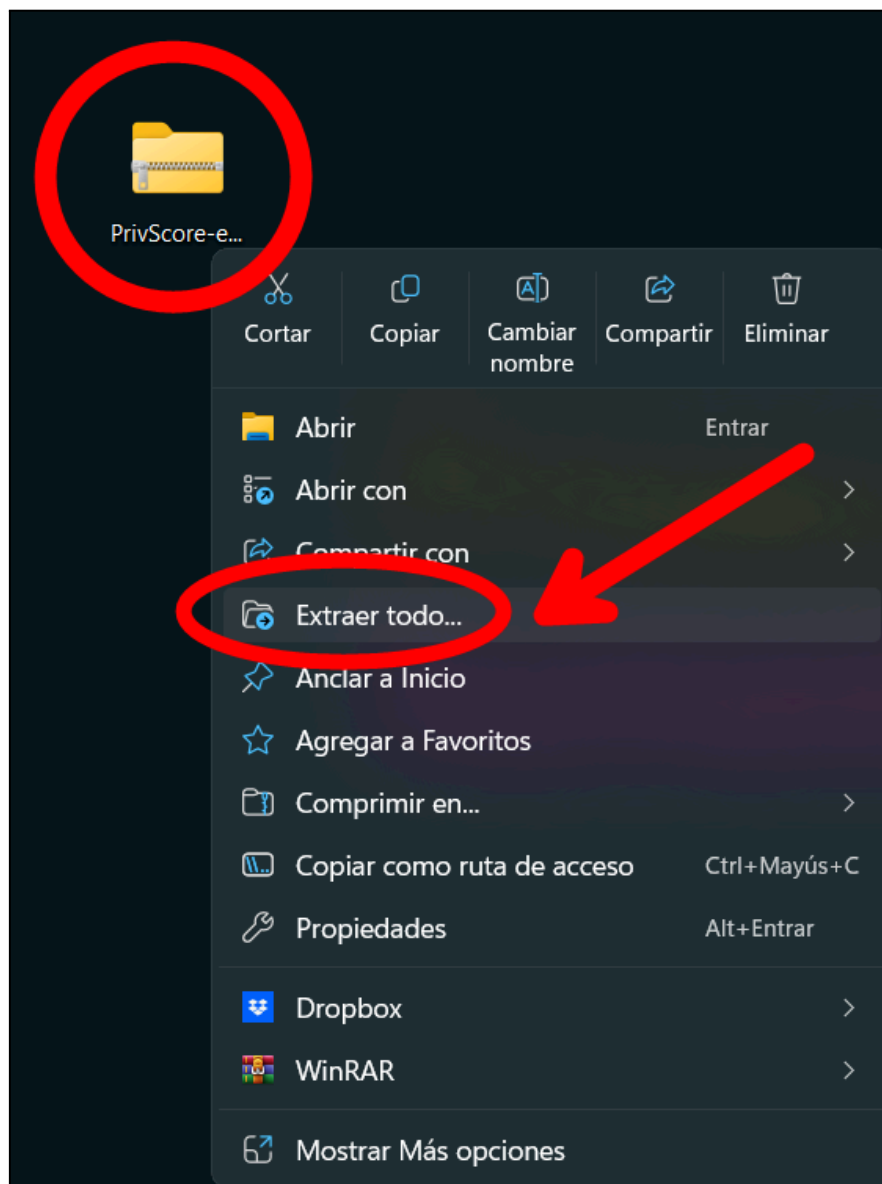 PrivScore-e...
Cortar
Copiar
Cambiar
nombre
Compartir
Eliminar
Abrir Entrar
Abrir con
Compartir con
Extraer todo...
Anclar a Inicio
Agregar a Favoritos
Comprimir en...
Copiar como ruta de acceso Ctrl+Mayús+C
Propiedades Alt+Entrar
Dropbox
WinRAR
Mostrar Más opciones